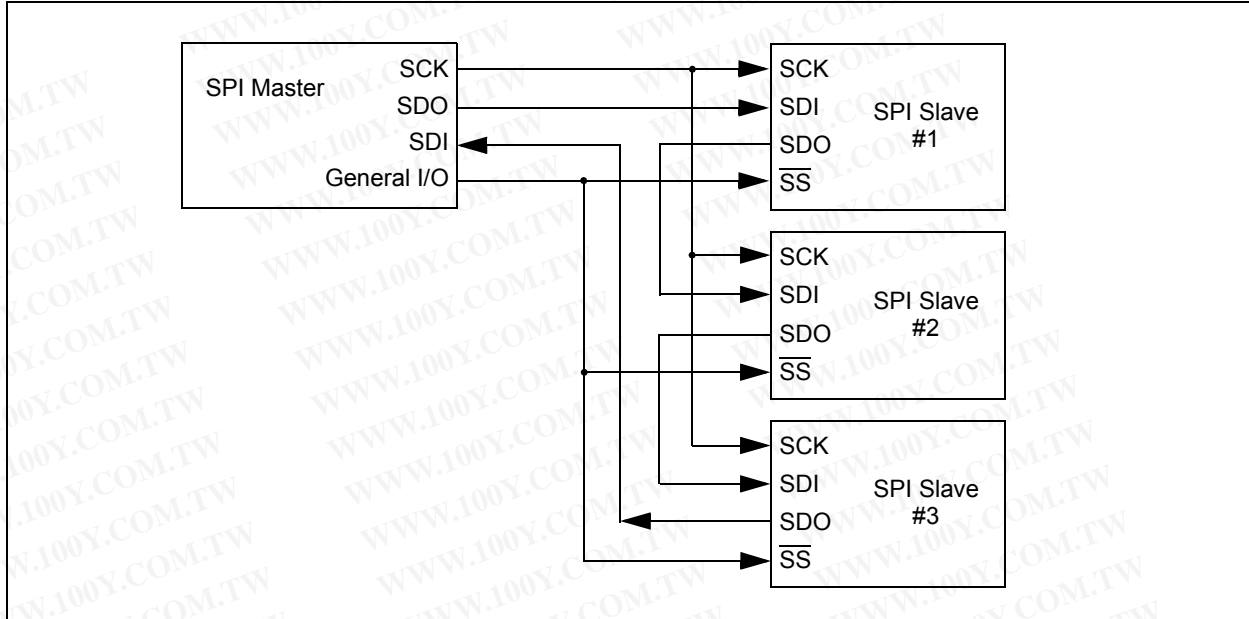 SPI Master
SCK
SDO
SDI
General I/O
SCK
SDI
SDO
SS
SPI Slave
#1
SCK
SDI
SDO
SS
SPI Slave
#2
SCK
SDI
SDO
SS
SPI Slave
#3
WWW.100Y.COM.TW